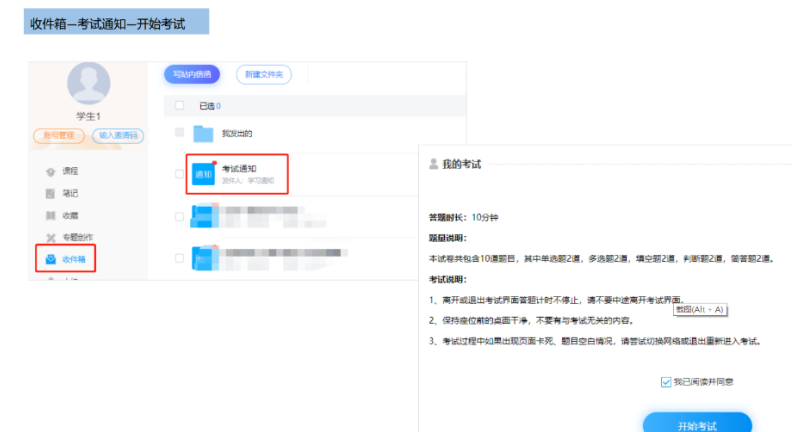 收件箱—考试通知—开始考试
写站内信函
新建文件夹
学生1
已选 0
账号管理
输入邀请码
我发出的
课程
笔记
收藏
专题创作
收件箱
通知
考试通知
发件人：学习通知
我的考试
答题时长：10分钟
题量说明：
本试卷共包含10道题目，其中单选题2道，多选题2道，填空题2道，判断题2道，简答题2道。
考试说明：
1、离开或退出考试界面答题计时不停止，请不要中途离开考试界面。
截图(Alt + A)
2、保持座位前的桌面干净，不要有与考试无关的内容。
3、考试过程中如果出现页面卡死、题目空白情况，请尝试切换网络或退出重新进入考试。
我已阅读并同意
开始考试